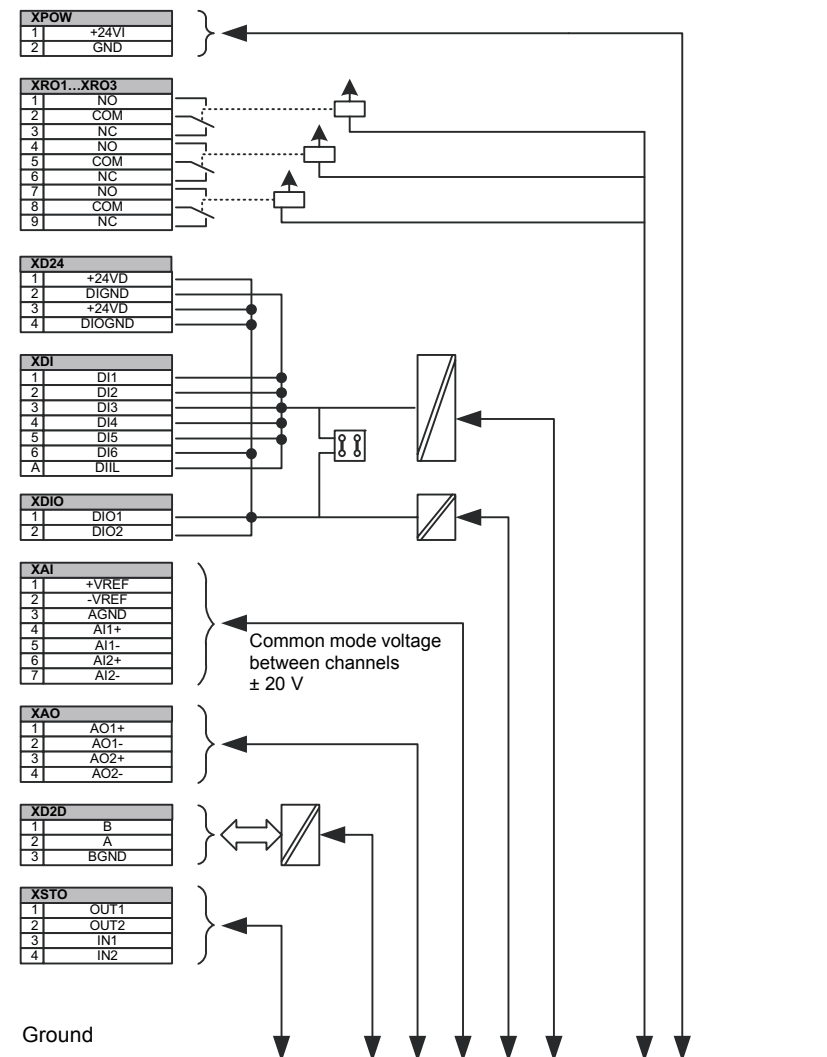 XPOW
1 +24VI
2 GND
XRO1...XRO3
1 NO
2 COM
3 NC
4 NO
5 COM
6 NC
7 NO
8 COM
9 NC
XD24
1 +24VD
2 DIGND
3 +24VD
4 DIOGND
XDI
1 DI1
2 DI2
3 DI3
4 DI4
5 DI5
6 DI6
A DIIL
XDIO
1 DIO1
2 DIO2
XAI
1 +VREF
2 -VREF
3 AGND
4 AI1+
5 AI1-
6 AI2+
7 AI2-
Common mode voltage
between channels
± 20 V
XAO
1 AO1+
2 AO1-
3 AO2+
4 AO2-
XD2D
1 B
2 A
3 BGND
XSTO
1 OUT1
2 OUT2
3 IN1
4 IN2
Ground